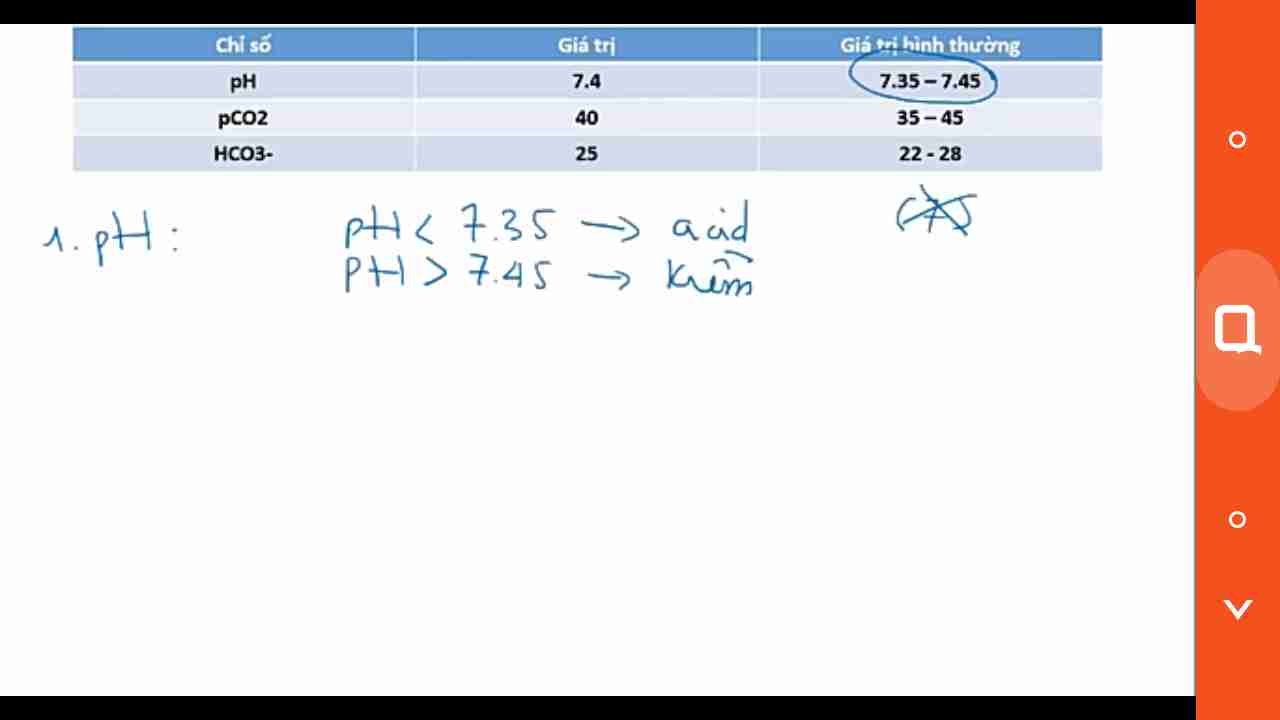 Chỉ số Giá trị Giá trị hình thường
pH 7.4 7.35 – 7.45
pCO2 40 35 – 45
HCO3- 25 22 - 28
1. pH : pH < 7.35 → acid (7)
pH > 7.45 → Kiềm